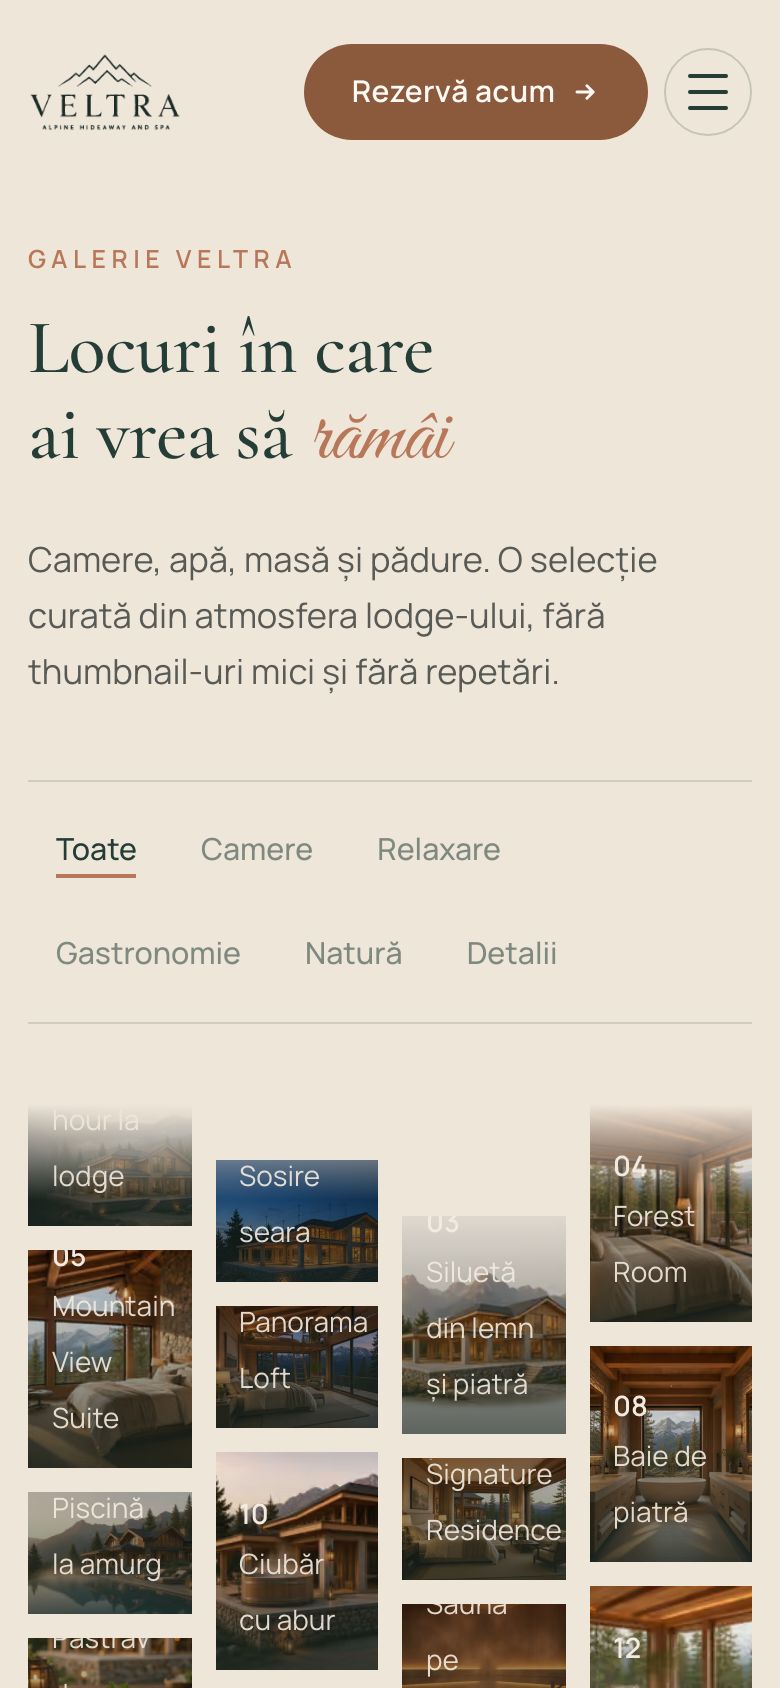 VELTRA
ALPINE HIDEAWAY AND SPA
Rezervă acum →
GALERIE VELTRA
Locuri în care
ai vrea să rămâi
Camere, apă, masă și pădure. O selecție
curată din atmosfera lodge-ului, fără
thumbnail-uri mici și fără repetări.
Toate
Camere
Relaxare
Gastronomie
Natură
Detalii
hour la
lodge
Sosire
seara
03
Siluetă
din lemn
și piatră
04
Forest
Room
05
Mountain
View
Suite
Panorama
Loft
Signature
Residence
08
Baie de
piatră
Piscină
la amurg
10
Ciubăr
cu abur
Saună
pe
12
Păstrăv